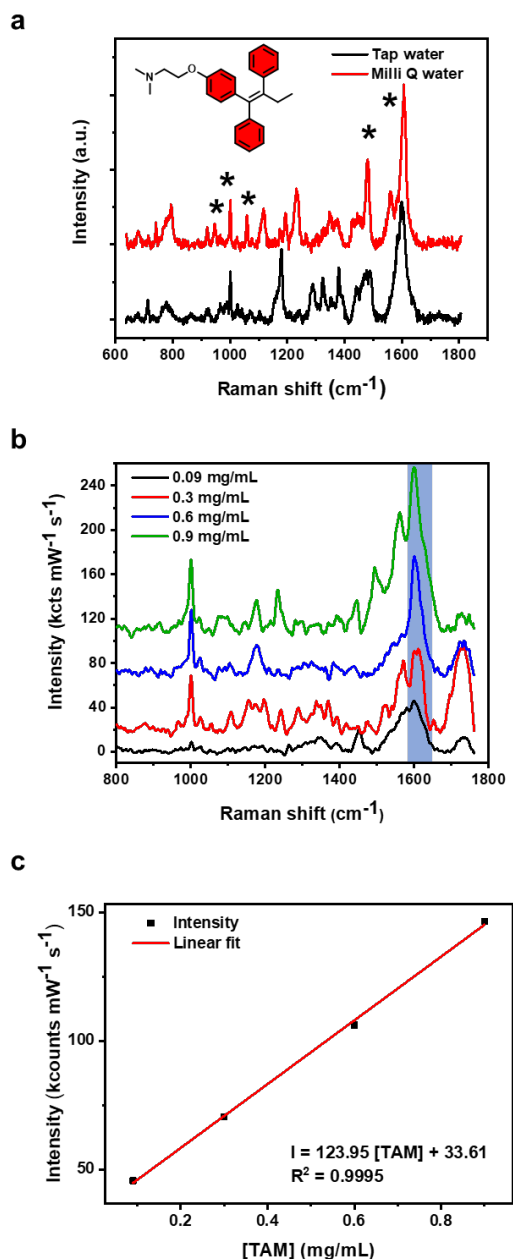 a
Tap water
Milli Q water
N
O
*
*
*
*
*
Intensity (a.u.)
600 800 1000 1200 1400 1600 1800
Raman shift (cm⁻¹)
b
0.09 mg/mL
0.3 mg/mL
0.6 mg/mL
0.9 mg/mL
Intensity (kcts mW⁻¹ s⁻¹)
240
200
160
120
80
40
0
800 1000 1200 1400 1600 1800
Raman shift (cm⁻¹)
c
Intensity
Linear fit
Intensity (kcounts mW⁻¹ s⁻¹)
150
100
50
I = 123.95 [TAM] + 33.61
R² = 0.9995
0.2 0.4 0.6 0.8
[TAM] (mg/mL)